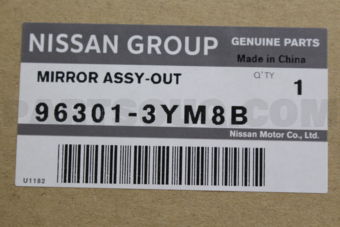 NISSAN GROUP GENUINE PARTS
Made in China
MIRROR ASSY-OUT Q'TY 1
96301-3YM8B
Nissan Motor Co., Ltd.
U1182